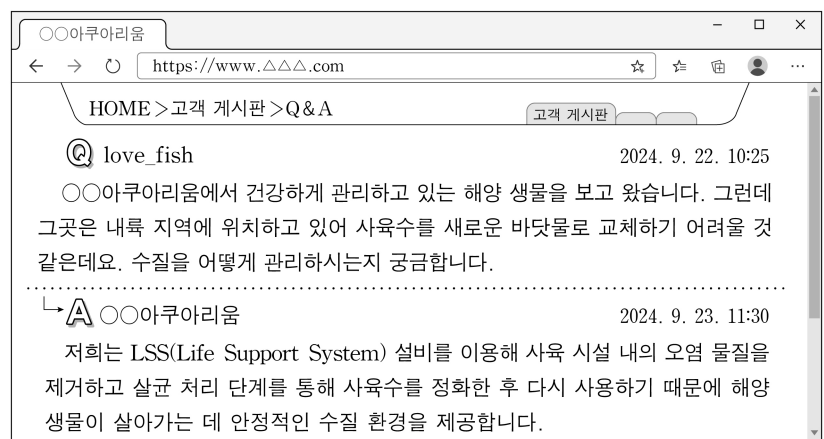 ○○아쿠아리움
https://www.△△△.com
HOME>고객 게시판>Q&A
고객 게시판
Q love_fish 2024. 9. 22. 10:25
○○아쿠아리움에서 건강하게 관리하고 있는 해양 생물을 보고 왔습니다. 그런데
그곳은 내륙 지역에 위치하고 있어 사육수를 새로운 바닷물로 교체하기 어려울 것
같은데요. 수질을 어떻게 관리하시는지 궁금합니다.
A ○○아쿠아리움 2024. 9. 23. 11:30
저희는 LSS(Life Support System) 설비를 이용해 사육 시설 내의 오염 물질을
제거하고 살균 처리 단계를 통해 사육수를 정화한 후 다시 사용하기 때문에 해양
생물이 살아가는 데 안정적인 수질 환경을 제공합니다.